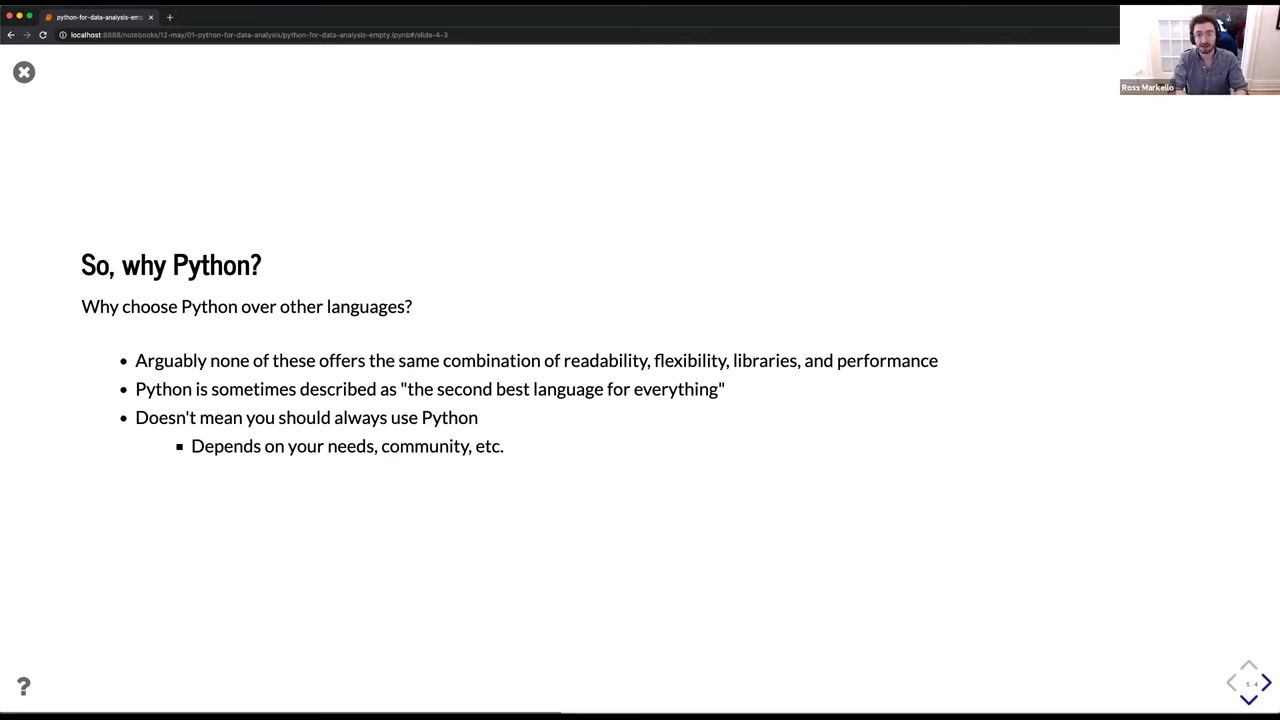 python-for-data-analysis-emp
localhost:8888/notebooks/12-may/01-python-for-data-analysis/python-for-data-analysis-empty.ipynb#/slide-4-3
Ross Markello
So, why Python?
Why choose Python over other languages?
• Arguably none of these offers the same combination of readability, flexibility, libraries, and performance
• Python is sometimes described as "the second best language for everything"
• Doesn't mean you should always use Python
▪ Depends on your needs, community, etc.
?
5.4